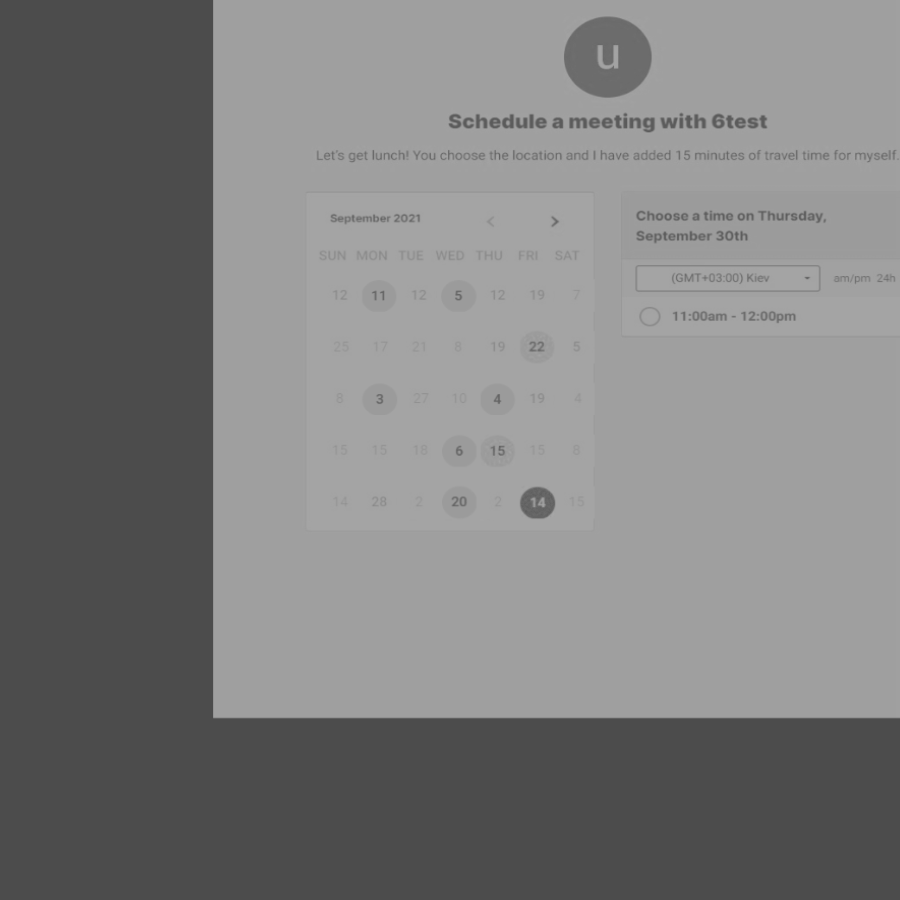 u
Schedule a meeting with 6test
Let's get lunch! You choose the location and I have added 15 minutes of travel time for myself.
September 2021
SUN MON TUE WED THU FRI SAT
12 11 12 5 12 19 7
25 17 21 8 19 22 5
8 3 27 10 4 19 4
15 15 18 6 15 15 8
14 28 2 20 2 14 15
Choose a time on Thursday,
September 30th
(GMT+03:00) Kiev am/pm 24h
11:00am - 12:00pm